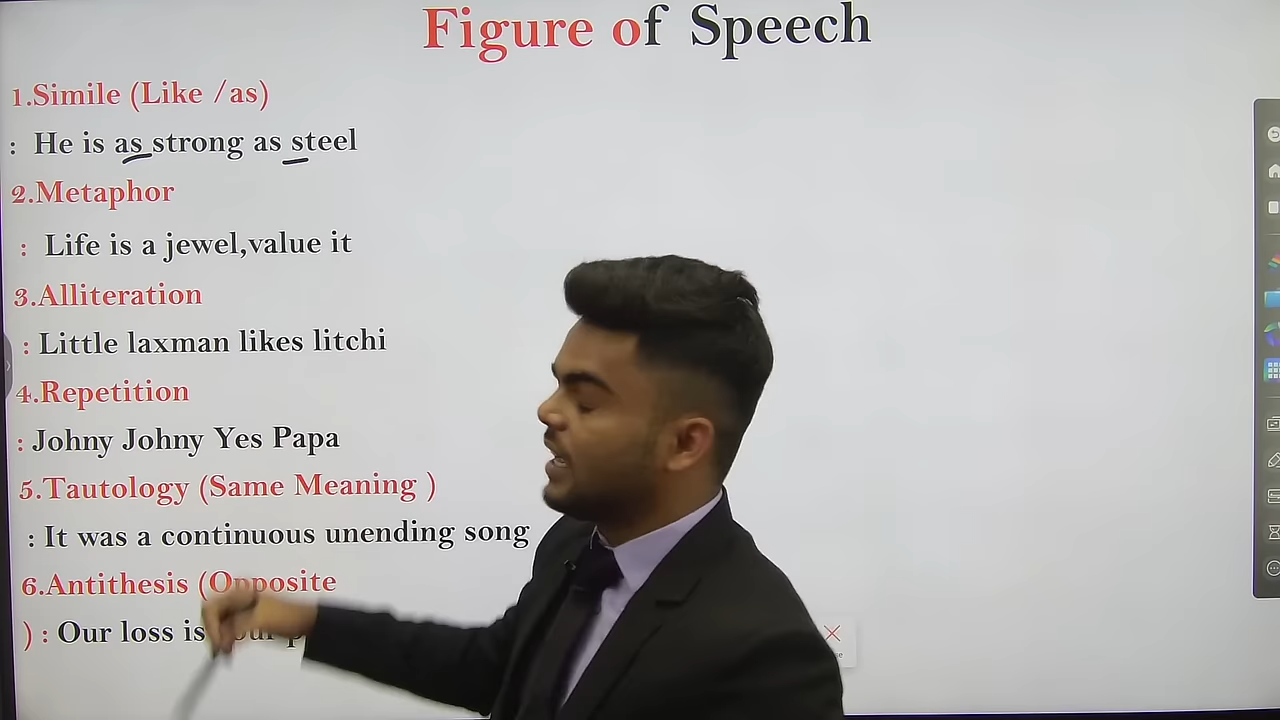 Figure of Speech
1.Simile (Like /as)
: He is as strong as steel
2.Metaphor
: Life is a jewel,value it
3.Alliteration
: Little laxman likes litchi
4.Repetition
: Johny Johny Yes Papa
5.Tautology (Same Meaning )
: It was a continuous unending song
6.Antithesis (Opposite
) : Our loss is